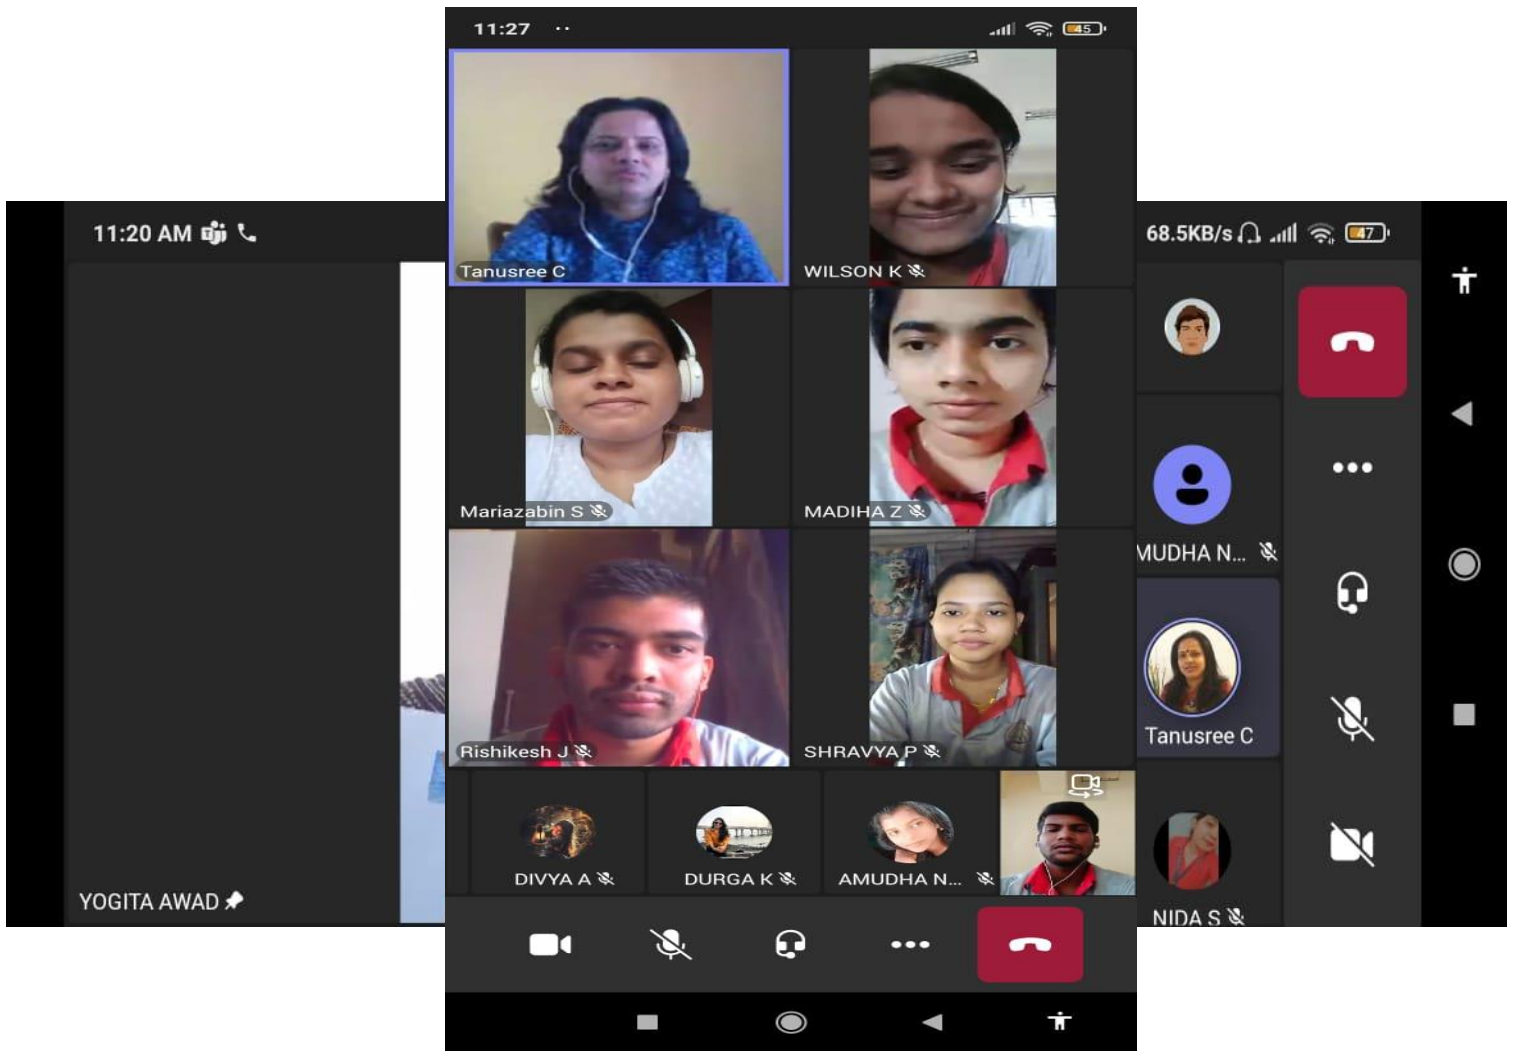 11:27
45
Tanusree C
WILSON K
Mariazabin S
MADIHA Z
Rishikesh J
SHRAVYA P
DIVYA A
DURGA K
AMUDHA N...
11:20 AM
YOGITA AWAD
68.5KB/s
47
MUDHA N...
Tanusree C
NIDA S